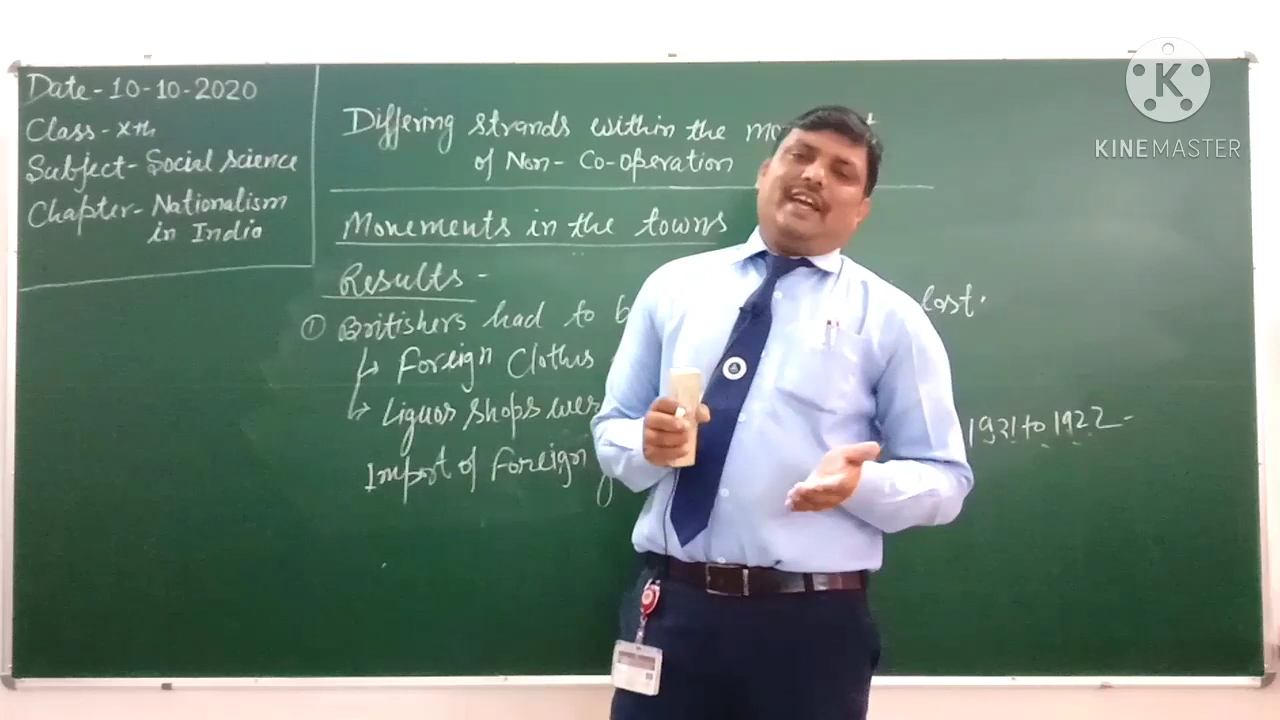 Date - 10-10-2020
Class - Xth
Subject - Social science
Chapter - Nationalism
in India
Differing strands within the
of Non - Co-operation
Movements in the towns
Results -
① Britishers had to lost.
↳ Foreign Clothes
↳ Liquor shops were
Import of Foreign 1921 to 1922 -
K
KINEMASTER